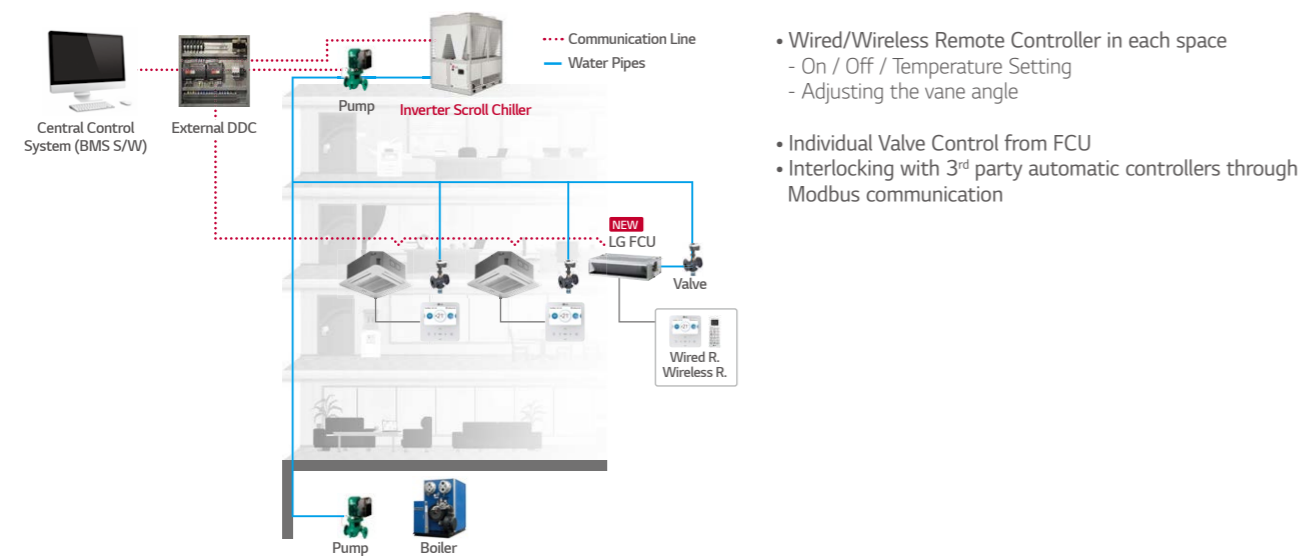 Communication Line
Water Pipes
Central Control
System (BMS S/W)
External DDC
Pump
Inverter Scroll Chiller
NEW
LG FCU
Valve
Wired R.
Wireless R.
Pump
Boiler
• Wired/Wireless Remote Controller in each space
- On / Off / Temperature Setting
- Adjusting the vane angle
• Individual Valve Control from FCU
• Interlocking with 3rd party automatic controllers through
Modbus communication